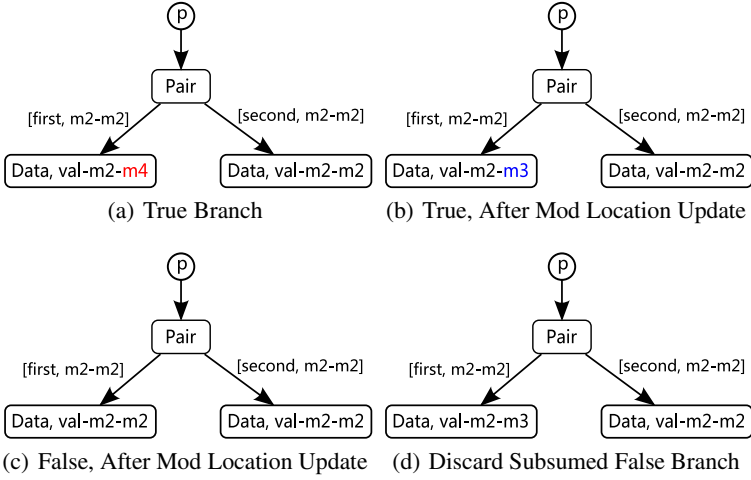 p
p
Pair
Pair
[first, m2-m2]
[second, m2-m2]
[first, m2-m2]
[second, m2-m2]
Data, val-m2-m4
Data, val-m2-m2
Data, val-m2-m3
Data, val-m2-m2
(a) True Branch
(b) True, After Mod Location Update
p
p
Pair
Pair
[first, m2-m2]
[second, m2-m2]
[first, m2-m2]
[second, m2-m2]
Data, val-m2-m2
Data, val-m2-m2
Data, val-m2-m3
Data, val-m2-m2
(c) False, After Mod Location Update
(d) Discard Subsumed False Branch